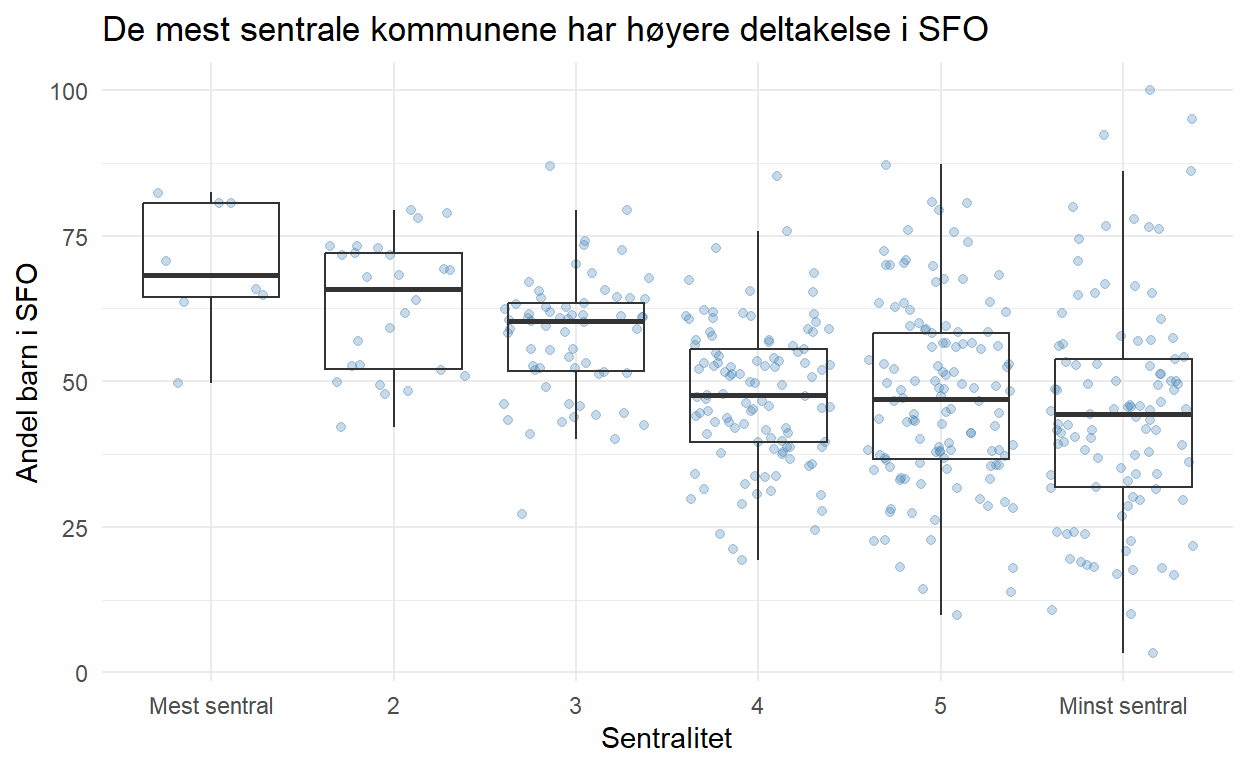 De mest sentrale kommunene har høyere deltakelse i SFO
Andel barn i SFO
100
75
50
25
0
Mest sentral 2 3 4 5 Minst sentral
Sentralitet